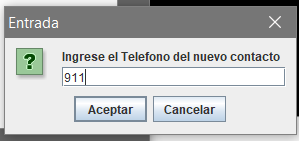 Entrada
?
Ingrese el Telefono del nuevo contacto
911
Aceptar
Cancelar